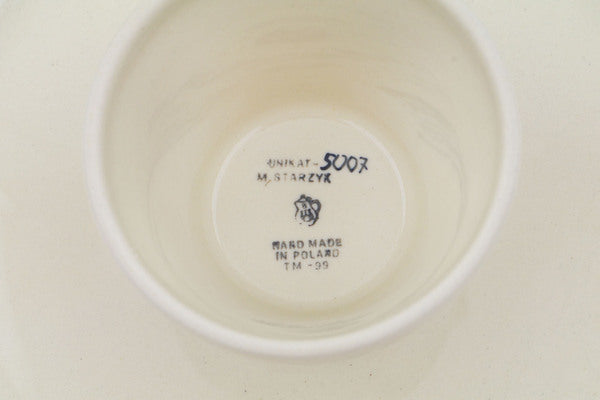 UNIKAT- 5007
M. STARZYK
HAND MADE
IN POLAND
TM -99